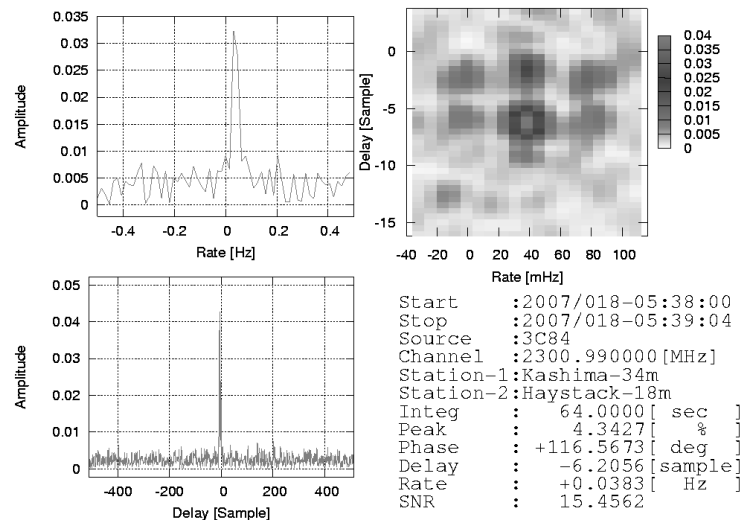 0.035
0.03
0.025
0.02
0.015
0.01
0.005
0
Amplitude
-0.4 -0.2 0 0.2 0.4
Rate [Hz]
0
-5
-10
-15
Delay [Sample]
-40 -20 0 20 40 60 80 100
Rate [mHz]
0.04
0.035
0.03
0.025
0.02
0.015
0.01
0.005
0
0.05
0.04
0.03
0.02
0.01
0
Amplitude
-400 -200 0 200 400
Delay [Sample]
Start :2007/018-05:38:00
Stop :2007/018-05:39:04
Source :3C84
Channel :2300.990000[MHz]
Station-1:Kashima-34m
Station-2:Haystack-18m
Integ : 64.0000[ sec ]
Peak : 4.3427[ % ]
Phase : +116.5673[ deg ]
Delay : -6.2056[sample]
Rate : +0.0383[ Hz ]
SNR : 15.4562